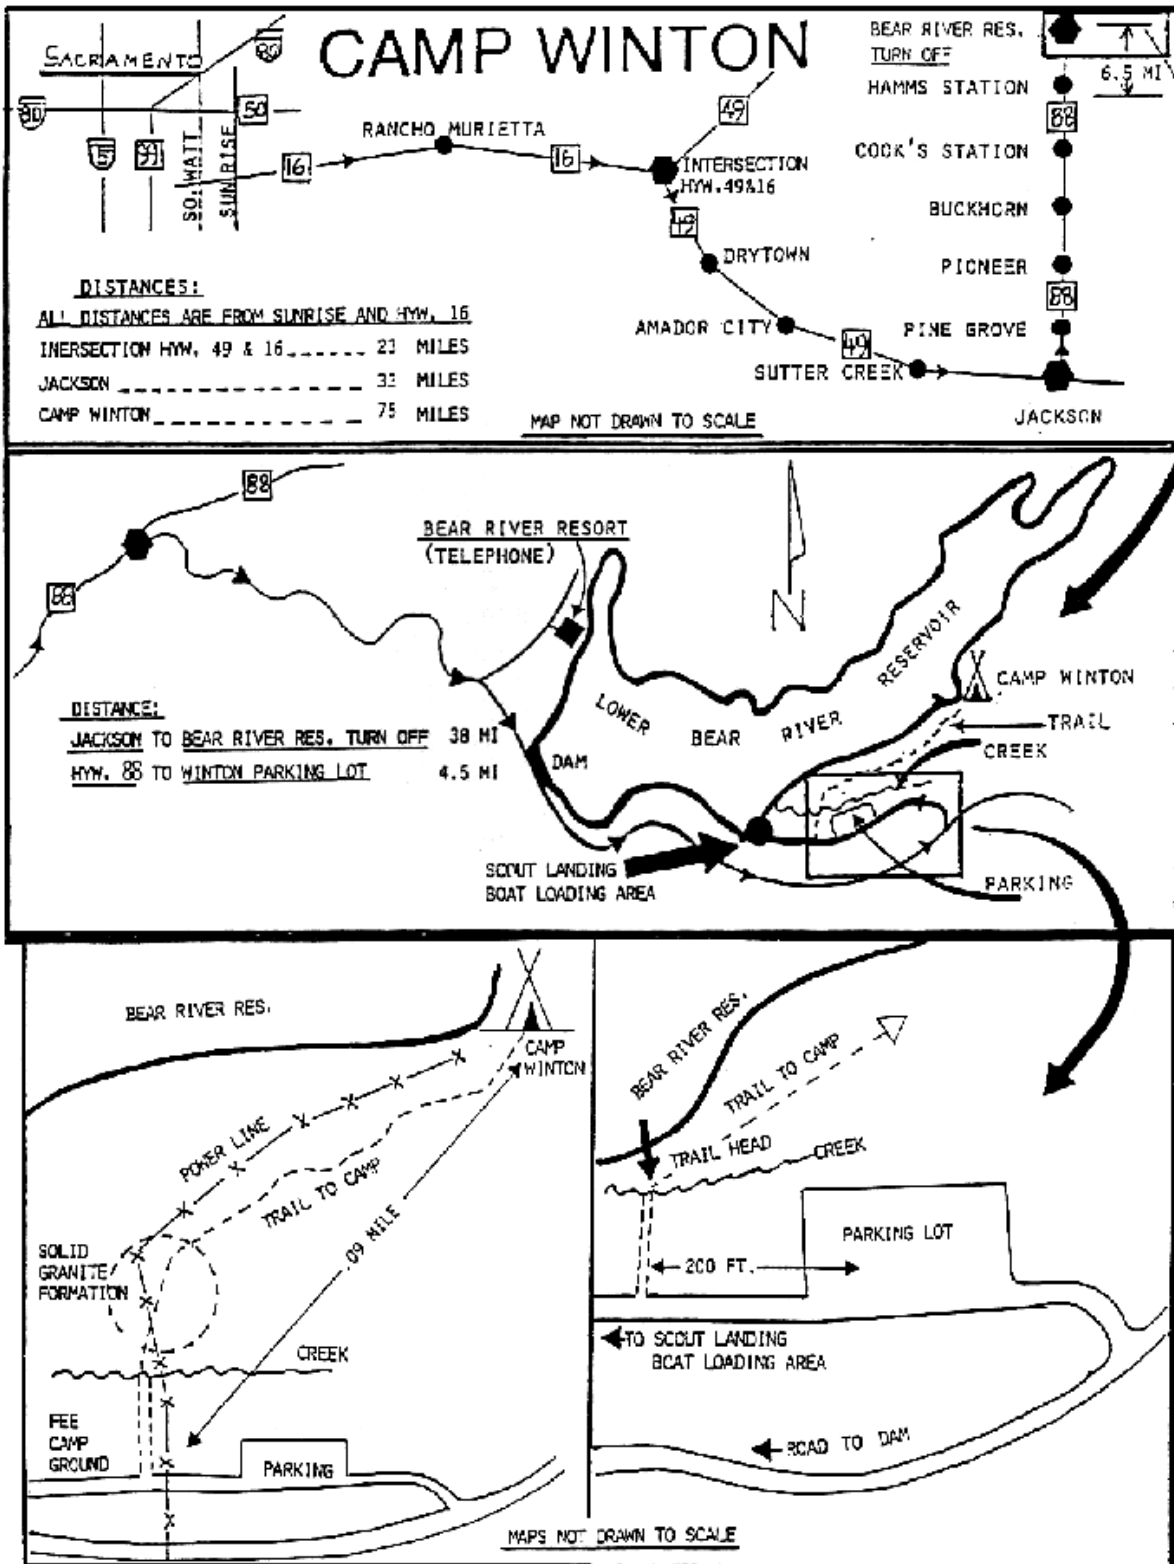 CAMP WINTON
SACRAMENTO
80
80
50
5
99
SO. WATT
SUNRISE
16
RANCHO MURIETTA
16
49
INTERSECTION
HYW. 49&16
49
DRYTOWN
AMADOR CITY
49
SUTTER CREEK
JACKSON
BEAR RIVER RES.
TURN OFF
6.5 MI
HAMMS STATION
88
COOK'S STATION
BUCKHORN
PIONEER
88
PINE GROVE
DISTANCES:
ALL DISTANCES ARE FROM SUNRISE AND HYW. 16
INERSECTION HYW. 49 & 16 MILES
JACKSON MILES
CAMP WINTON 75 MILES
MAP NOT DRAWN TO SCALE
88
88
BEAR RIVER RESORT
(TELEPHONE)
N
LOWER BEAR RIVER RESERVOIR
CAMP WINTON
TRAIL
CREEK
DISTANCE:
JACKSON TO BEAR RIVER RES. TURN OFF 38 MI
HYW. 88 TO WINTON PARKING LOT 4.5 MI
DAM
SCOUT LANDING
BOAT LOADING AREA
PARKING
BEAR RIVER RES.
CAMP
WINTON
POWER LINE
TRAIL TO CAMP
.09 MILE
SOLID
GRANITE
FORMATION
CREEK
FEE
CAMP
GROUND
PARKING
BEAR RIVER RES.
TRAIL TO CAMP
TRAIL HEAD
CREEK
PARKING LOT
200 FT.
TO SCOUT LANDING
BOAT LOADING AREA
ROAD TO DAM
MAPS NOT DRAWN TO SCALE